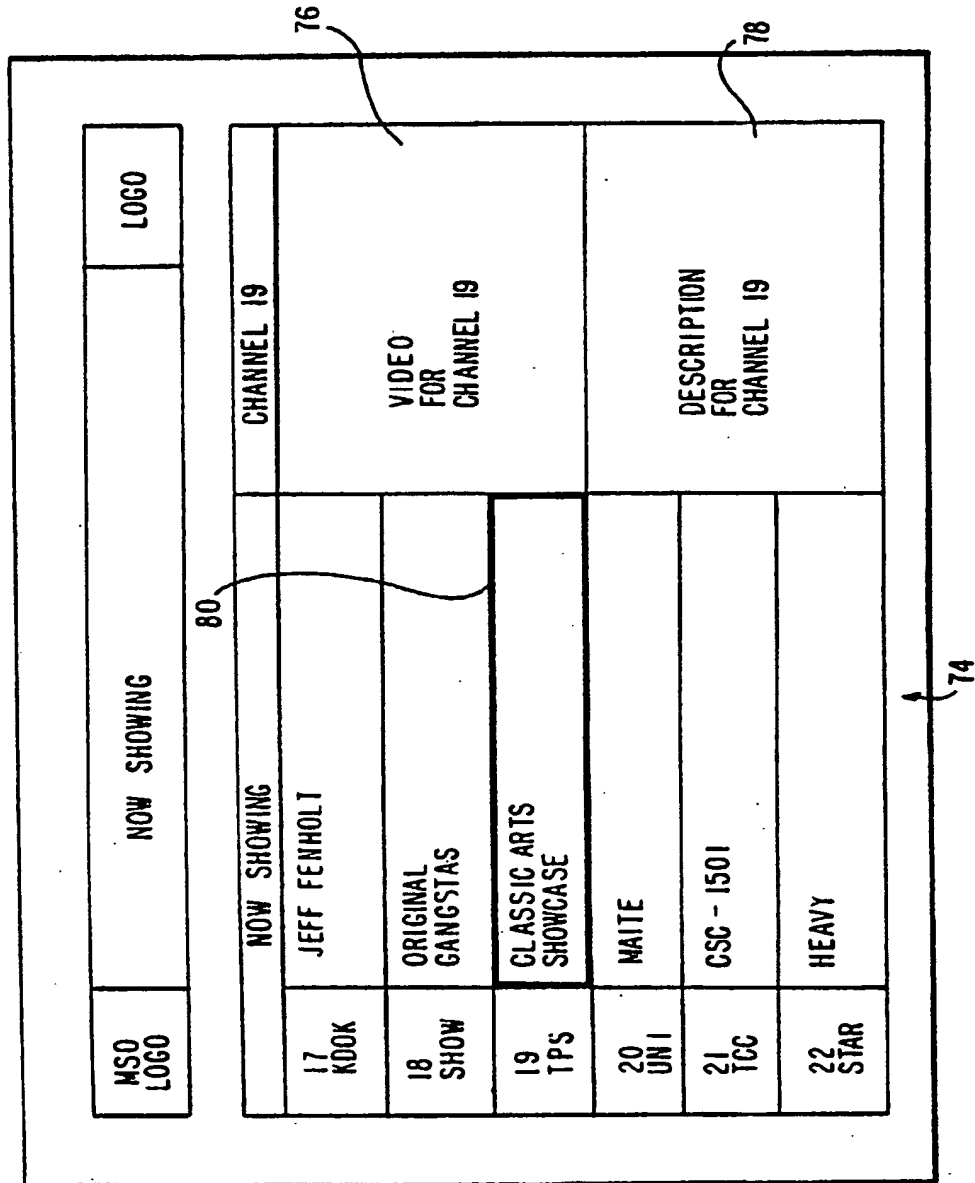 MSO
LOGO
NOW SHOWING
LOGO
NOW SHOWING
CHANNEL 19
17
KDOK
JEFF FENHOLT
18
SHOW
ORIGINAL
GANGSTAS
19
TPS
CLASSIC ARTS
SHOWCASE
20
UNI
MAITE
21
TCC
CSC - 1501
22
STAR
HEAVY
VIDEO
FOR
CHANNEL 19
DESCRIPTION
FOR
CHANNEL 19
80
76
78
74